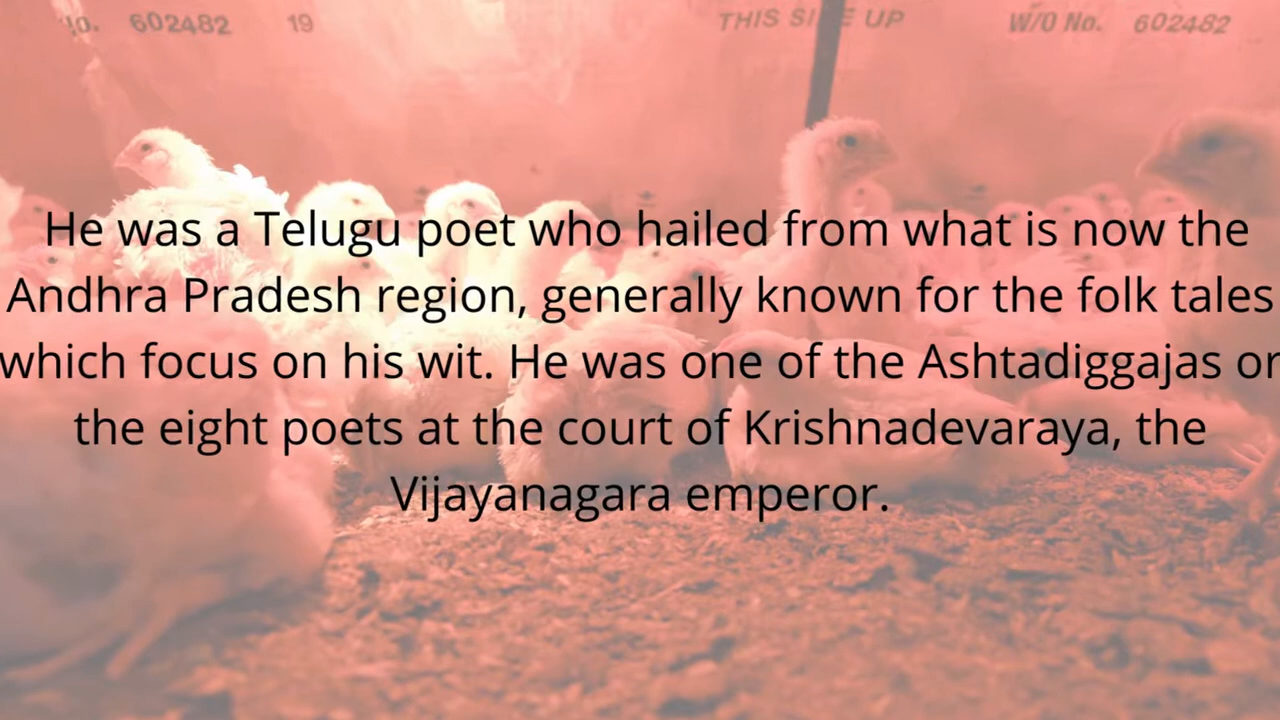 No. 602482 19 THIS SIDE UP W/O No. 602482
He was a Telugu poet who hailed from what is now the
Andhra Pradesh region, generally known for the folk tales
which focus on his wit. He was one of the Ashtadiggajas or
the eight poets at the court of Krishnadevaraya, the
Vijayanagara emperor.